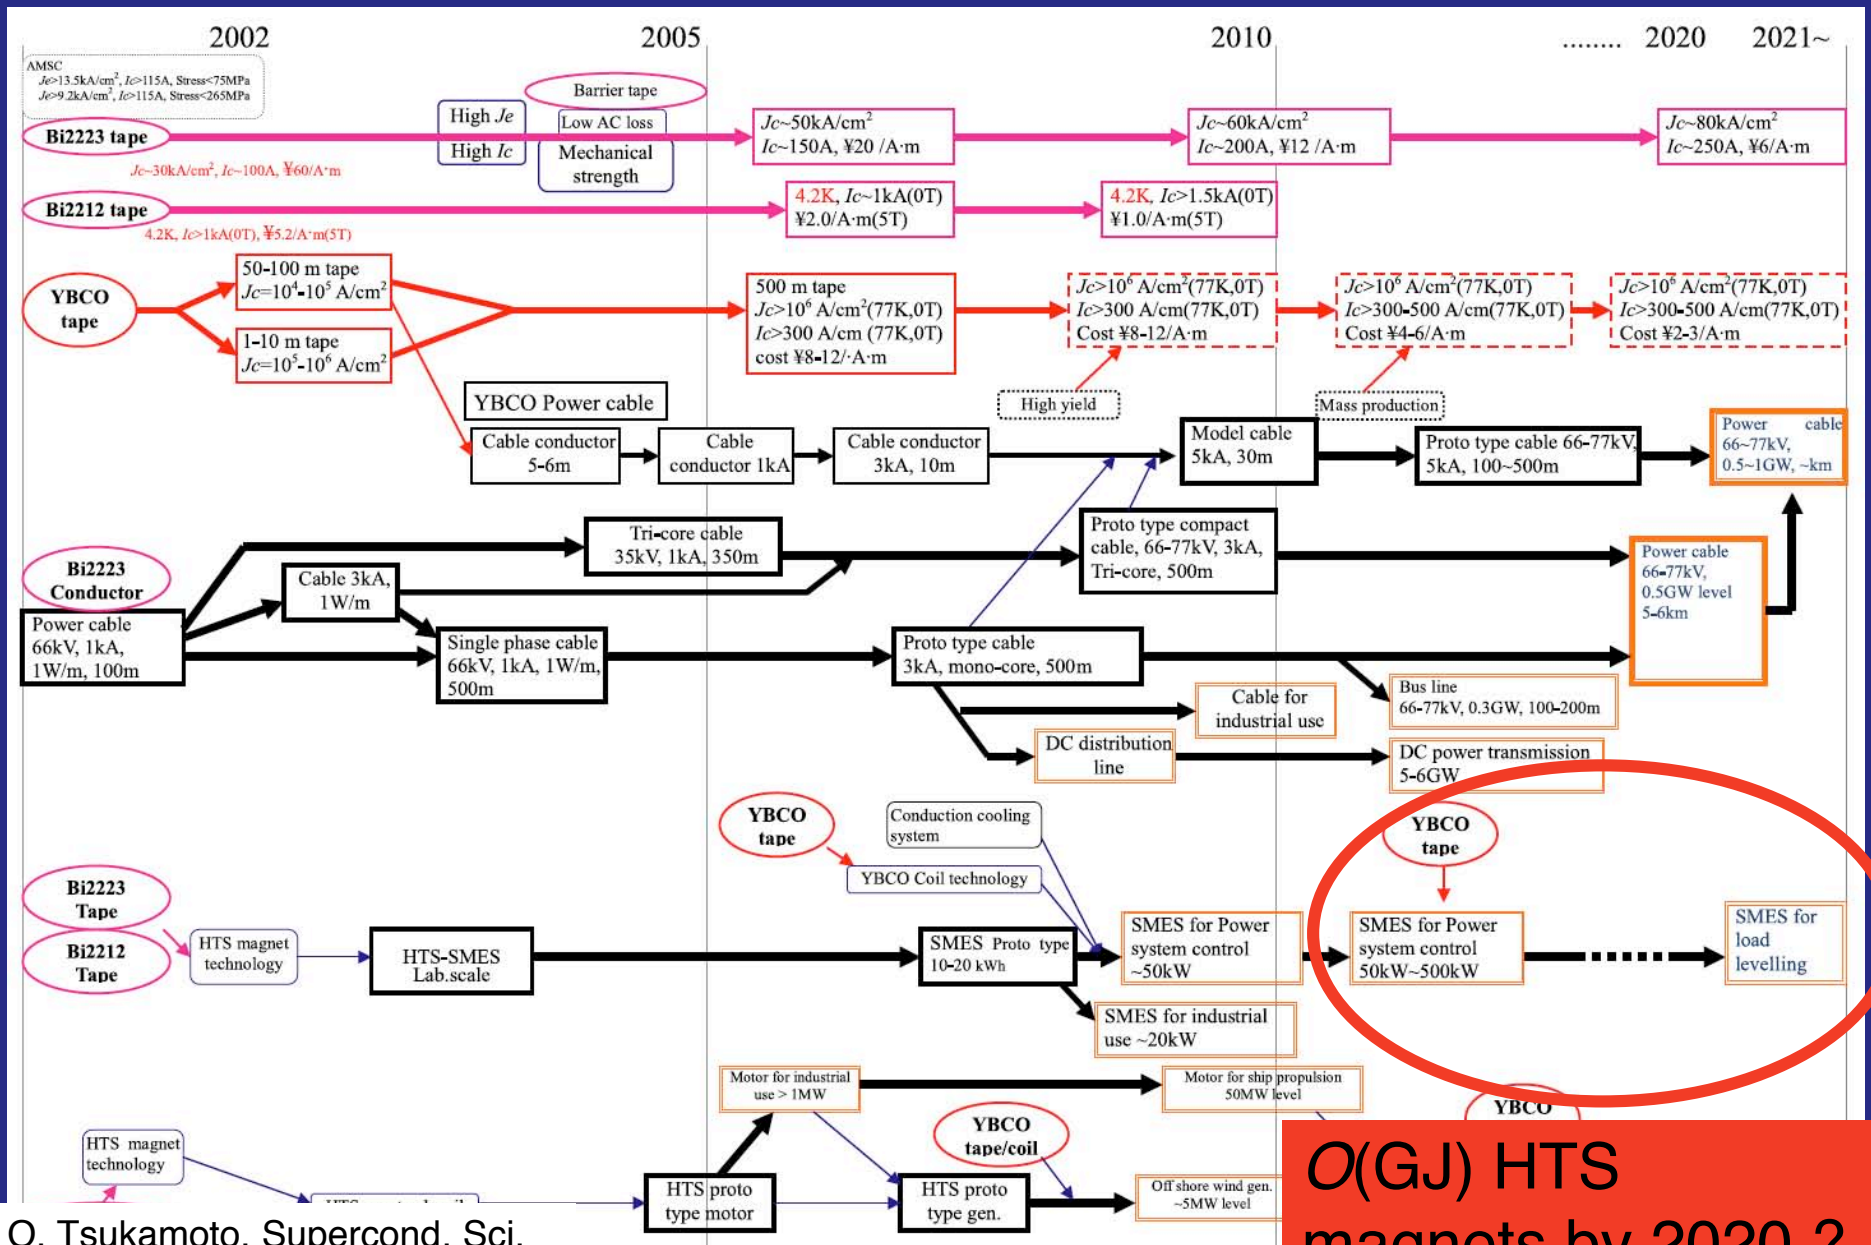 2002
2005
2010
........
2020
2021~
AMSC
Je>13.5kA/cm², Ic>115A, Stress<75MPa
Je>9.2kA/cm², Ic>115A, Stress<265MPa
Barrier tape
High Je
Low AC loss
High Ic
Mechanical
strength
Bi2223 tape
Jc~30kA/cm², Ic~100A, ¥60/A·m
Jc~50kA/cm²
Ic~150A, ¥20 /A·m
Jc~60kA/cm²
Ic~200A, ¥12 /A·m
Jc~80kA/cm²
Ic~250A, ¥6/A·m
Bi2212 tape
4.2K, Ic>1kA(0T), ¥5.2/A·m(5T)
4.2K, Ic~1kA(0T)
¥2.0/A·m(5T)
4.2K, Ic>1.5kA(0T)
¥1.0/A·m(5T)
YBCO
tape
50-100 m tape
Jc=10⁴-10⁵ A/cm²
1-10 m tape
Jc=10⁵-10⁶ A/cm²
500 m tape
Jc>10⁶ A/cm²(77K,0T)
Ic>300 A/cm (77K,0T)
cost ¥8-12/·A·m
Jc>10⁶ A/cm²(77K,0T)
Ic>300 A/cm(77K,0T)
Cost ¥8-12/A·m
Jc>10⁶ A/cm²(77K,0T)
Ic>300-500 A/cm(77K,0T)
Cost ¥4-6/A·m
Jc>10⁶ A/cm²(77K,0T)
Ic>300-500 A/cm(77K,0T)
Cost ¥2-3/A·m
High yield
Mass production
YBCO Power cable
Cable conductor
5-6m
Cable
conductor 1kA
Cable conductor
3kA, 10m
Model cable
5kA, 30m
Proto type cable 66-77kV,
5kA, 100~500m
Power cable
66~77kV,
0.5~1GW, ~km
Bi2223
Conductor
Power cable
66kV, 1kA,
1W/m, 100m
Cable 3kA,
1W/m
Tri-core cable
35kV, 1kA, 350m
Single phase cable
66kV, 1kA, 1W/m,
500m
Proto type compact
cable, 66-77kV, 3kA,
Tri-core, 500m
Proto type cable
3kA, mono-core, 500m
Power cable
66-77kV,
0.5GW level
5-6km
Cable for
industrial use
Bus line
66-77kV, 0.3GW, 100-200m
DC distribution
line
DC power transmission
5-6GW
YBCO
tape
Conduction cooling
system
YBCO Coil technology
YBCO
tape
Bi2223
Tape
Bi2212
Tape
HTS magnet
technology
HTS-SMES
Lab.scale
SMES Proto type
10-20 kWh
SMES for Power
system control
~50kW
SMES for Power
system control
50kW~500kW
SMES for
load
levelling
SMES for industrial
use ~20kW
Motor for industrial
use > 1MW
Motor for ship propulsion
50MW level
YBCO
YBCO
tape/coil
HTS magnet
technology
HTS proto
type motor
HTS proto
type gen.
Off shore wind gen.
~5MW level
O(GJ) HTS
magnets by 2020 ?
O. Tsukamoto, Supercond. Sci.